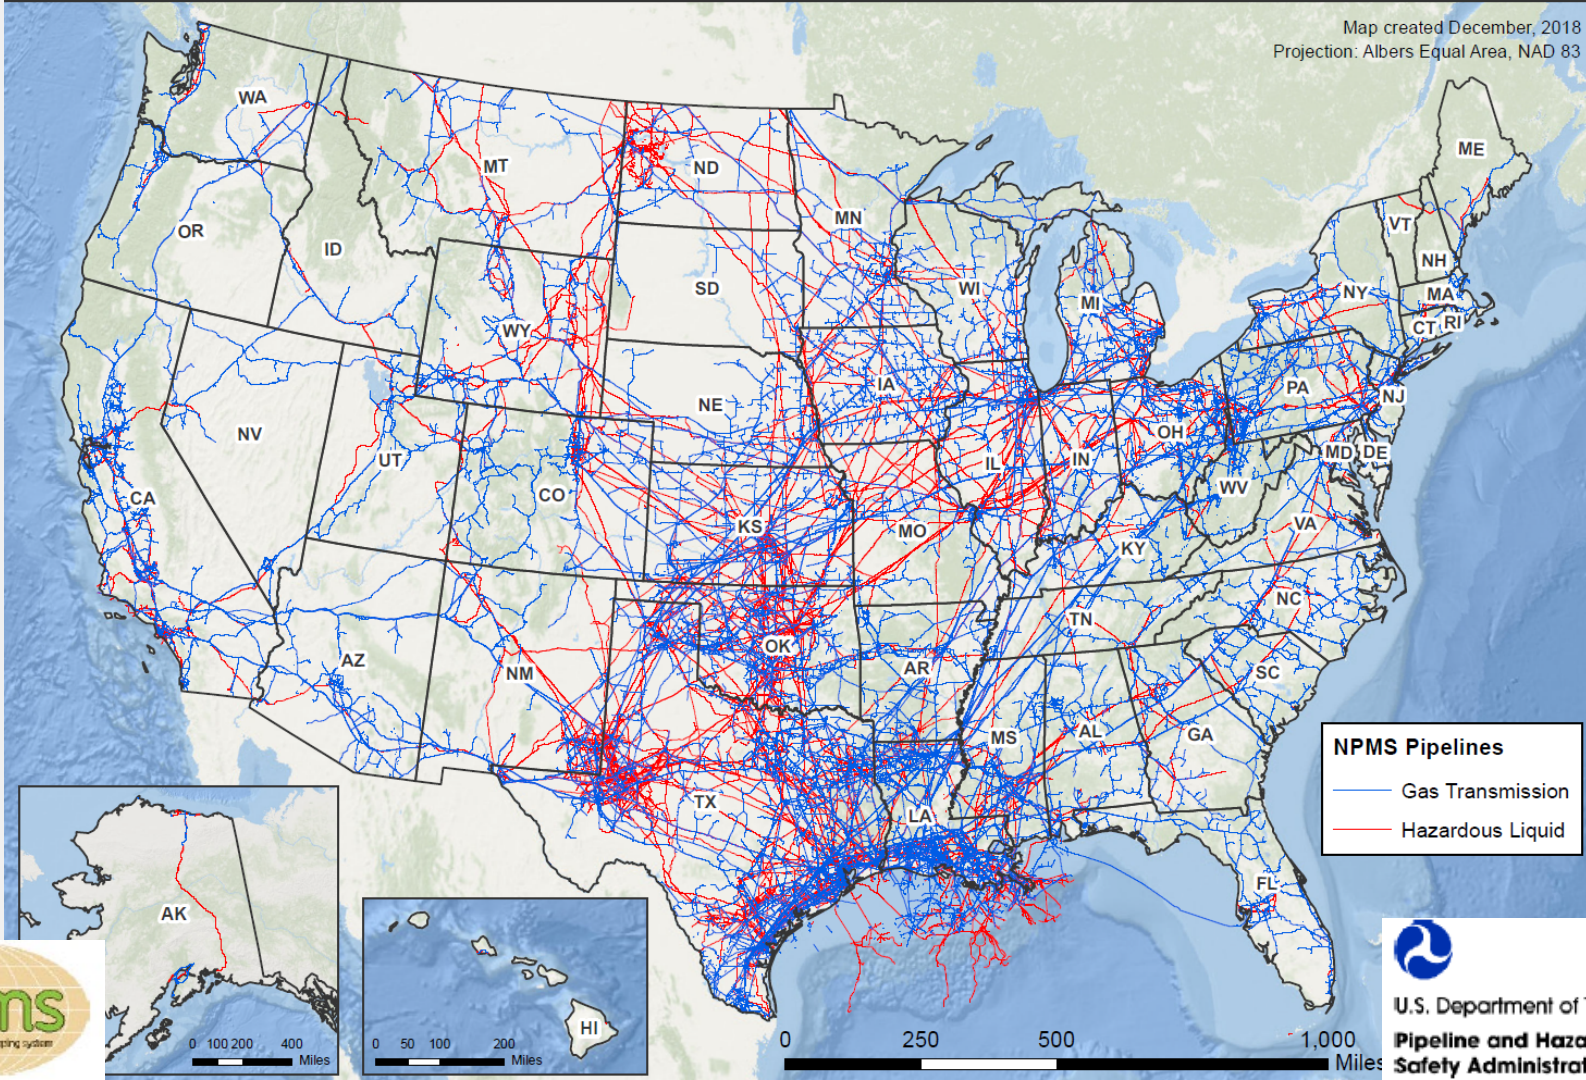 Map created December, 2018
Projection: Albers Equal Area, NAD 83
WA
MT
ND
MN
ME
OR
ID
SD
WI
MI
VT
NH
NY
MA
CT
RI
WY
IA
NE
PA
NJ
NV
UT
CO
IL
IN
OH
MD
DE
WV
CA
KS
MO
KY
VA
NC
TN
AZ
NM
OK
AR
SC
MS
AL
GA
TX
LA
FL
NPMS Pipelines
Gas Transmission
Hazardous Liquid
AK
0 100 200 400
Miles
HI
0 50 100 200
Miles
0 250 500 1,000
Miles
ms
system
U.S. Department of
Pipeline and Haza
Safety Administrat